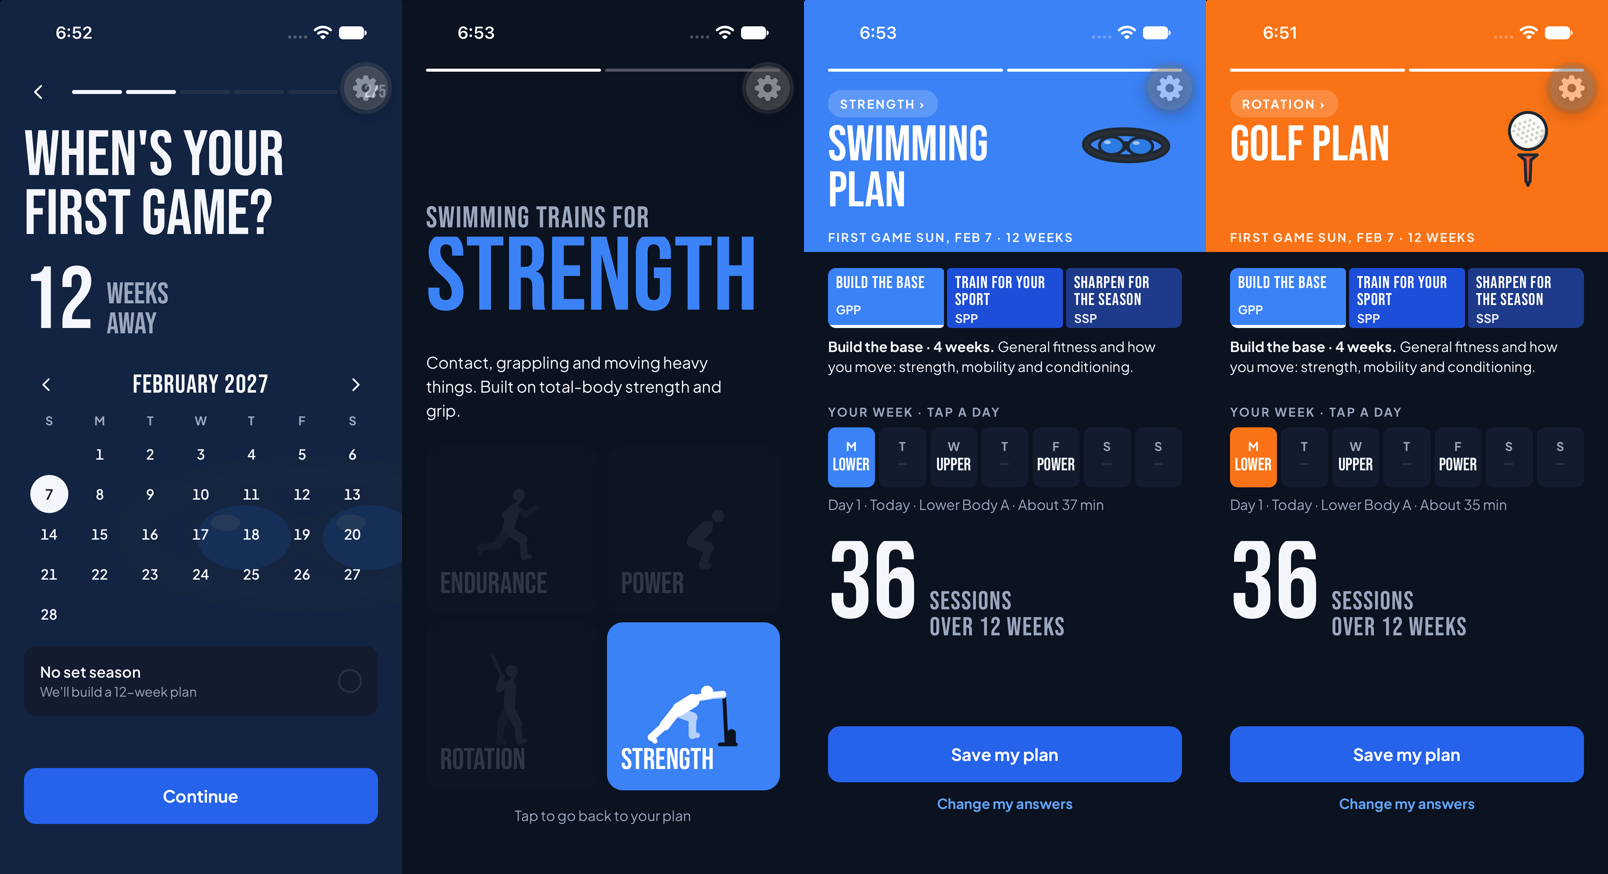 6:52
2/5
WHEN'S YOUR
FIRST GAME?
12
WEEKS
AWAY
FEBRUARY 2027
S M T W T F S
1 2 3 4 5 6
7 8 9 10 11 12 13
14 15 16 17 18 19 20
21 22 23 24 25 26 27
28
No set season
We'll build a 12-week plan
Continue
6:53
SWIMMING TRAINS FOR
STRENGTH
Contact, grappling and moving heavy
things. Built on total-body strength and
grip.
ENDURANCE
POWER
ROTATION
STRENGTH
Tap to go back to your plan
6:53
STRENGTH ›
SWIMMING
PLAN
FIRST GAME SUN, FEB 7 · 12 WEEKS
BUILD THE BASE
GPP
TRAIN FOR YOUR
SPORT
SPP
SHARPEN FOR
THE SEASON
SSP
Build the base · 4 weeks. General fitness and how
you move: strength, mobility and conditioning.
YOUR WEEK · TAP A DAY
M T W T F S S
LOWER – UPPER – POWER – –
Day 1 · Today · Lower Body A · About 37 min
36
SESSIONS
OVER 12 WEEKS
Save my plan
Change my answers
6:51
ROTATION ›
GOLF PLAN
FIRST GAME SUN, FEB 7 · 12 WEEKS
BUILD THE BASE
GPP
TRAIN FOR YOUR
SPORT
SPP
SHARPEN FOR
THE SEASON
SSP
Build the base · 4 weeks. General fitness and how
you move: strength, mobility and conditioning.
YOUR WEEK · TAP A DAY
M T W T F S S
LOWER – UPPER – POWER – –
Day 1 · Today · Lower Body A · About 35 min
36
SESSIONS
OVER 12 WEEKS
Save my plan
Change my answers